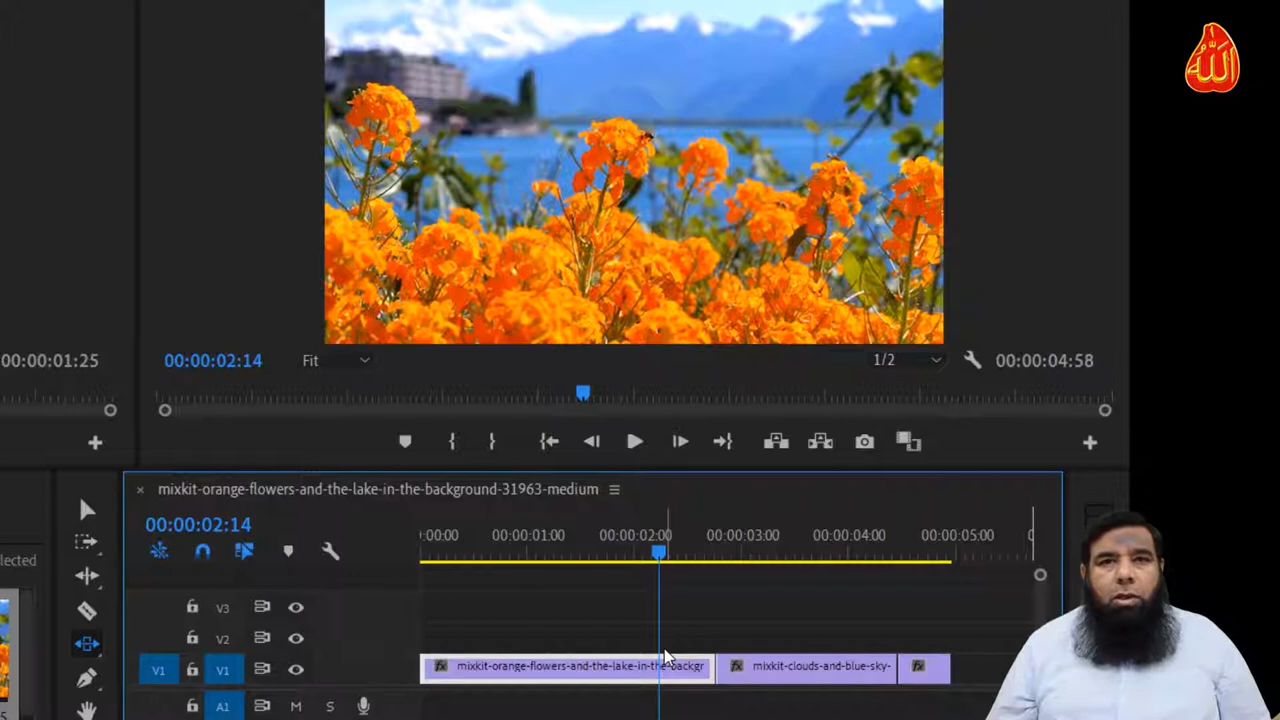 الله
00:00:01:25
00:00:02:14
Fit
1/2
00:00:04:58
× mixkit-orange-flowers-and-the-lake-in-the-background-31963-medium
00:00:02:14
:00:00
00:00:01:00
00:00:02:00
00:00:03:00
00:00:04:00
00:00:05:00
elected
V3
V2
V1
V1
fx mixkit-orange-flowers-and-the-lake-in-the-backgr
fx mixkit-clouds-and-blue-sky-
fx
A1
M
S
5